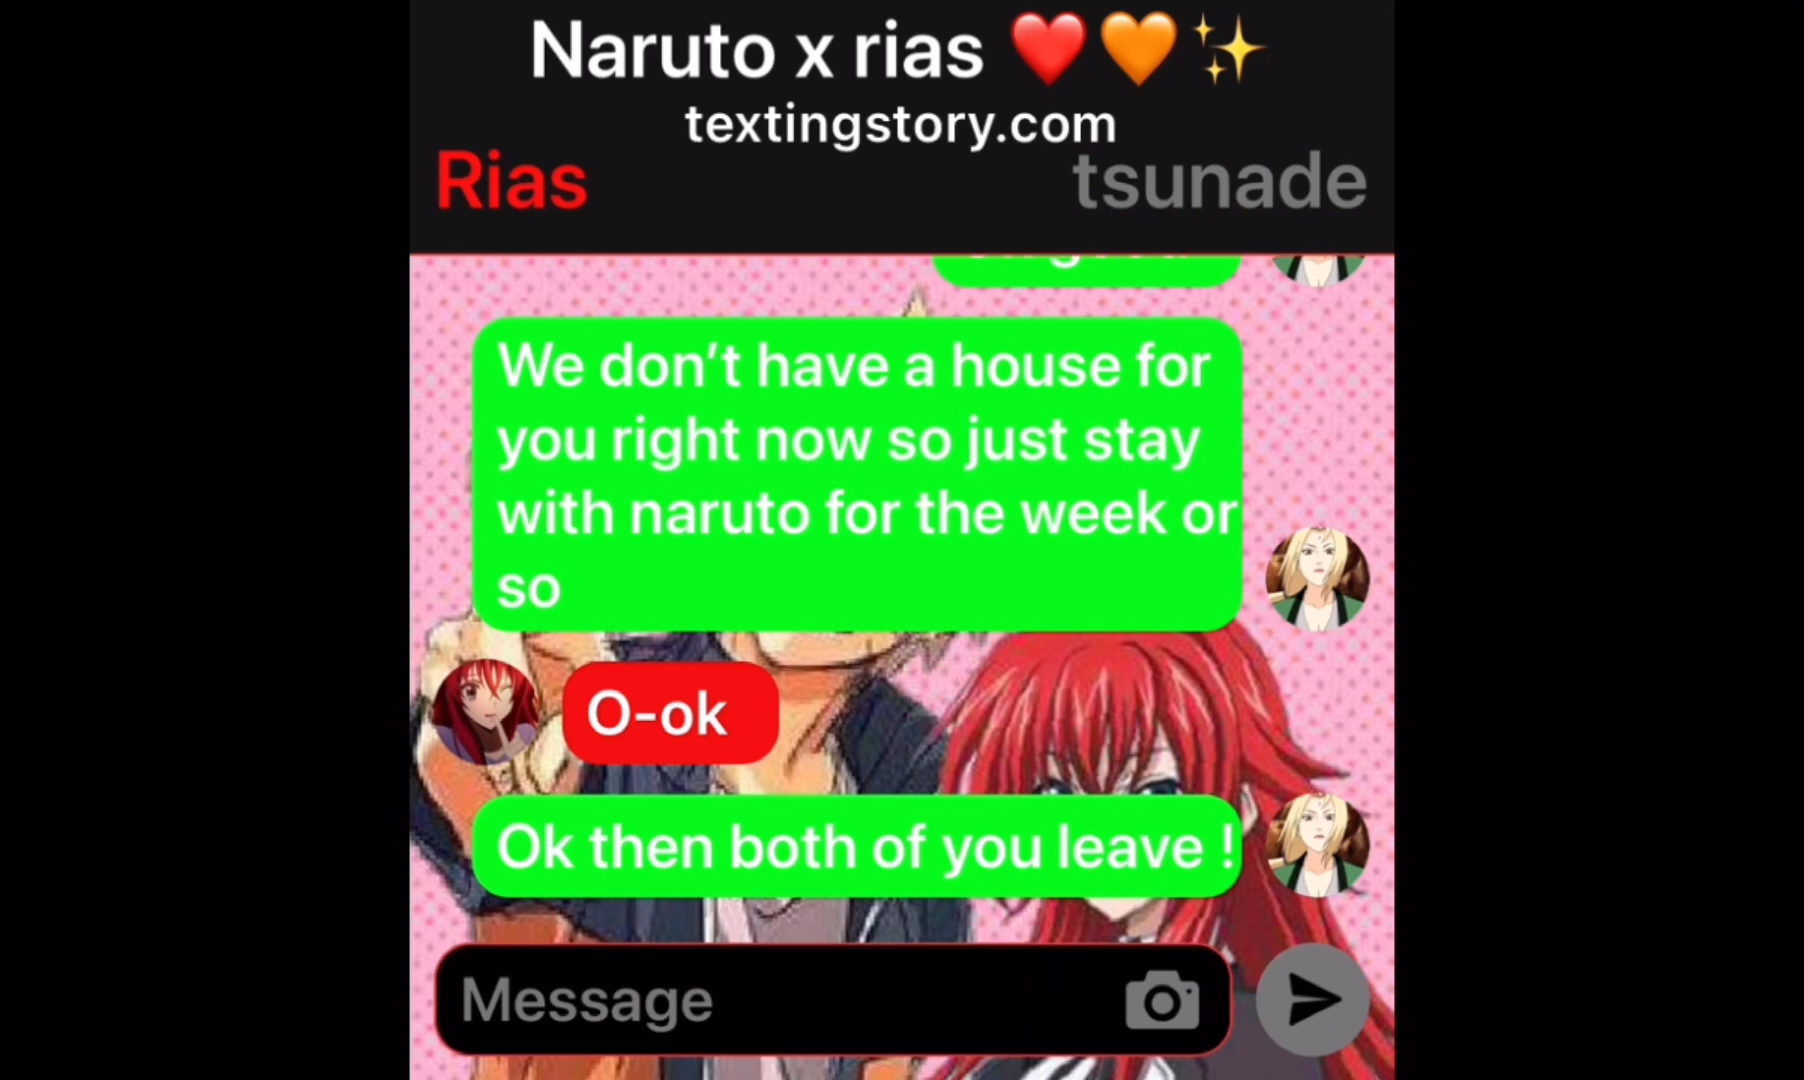 Naruto x rias ❤️🧡✨
textingstory.com
Rias
tsunade
We don’t have a house for
you right now so just stay
with naruto for the week or
so
O-ok
Ok then both of you leave !
Message